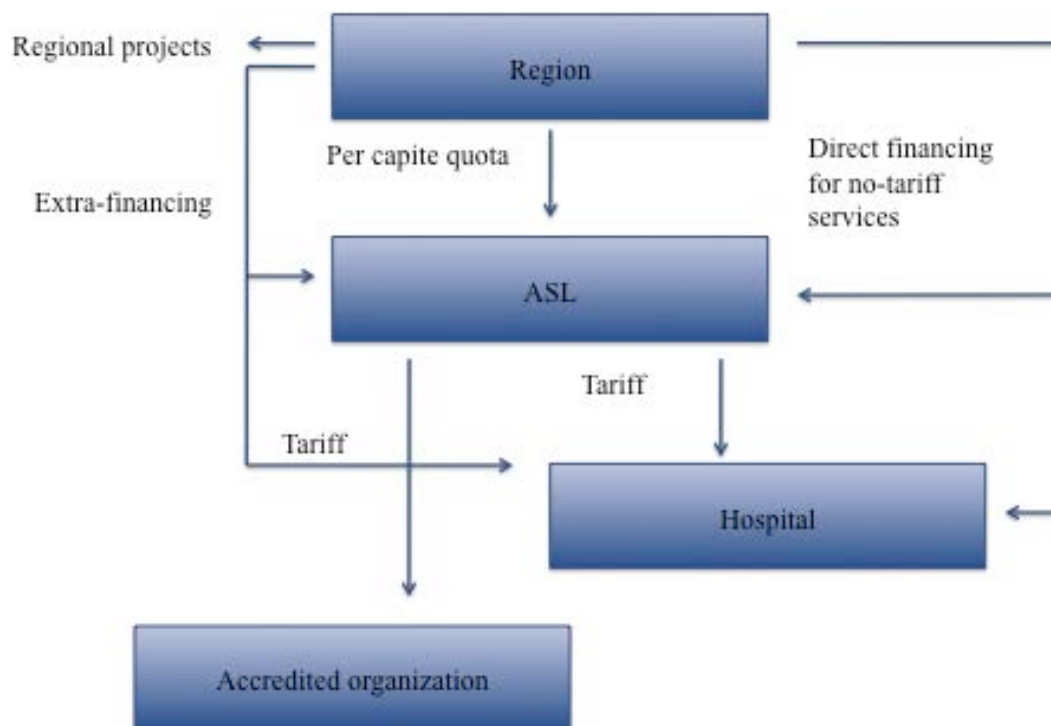 Regional projects
Region
Per capite quota
Direct financing
for no-tariff
services
Extra-financing
ASL
Tariff
Tariff
Hospital
Accredited organization